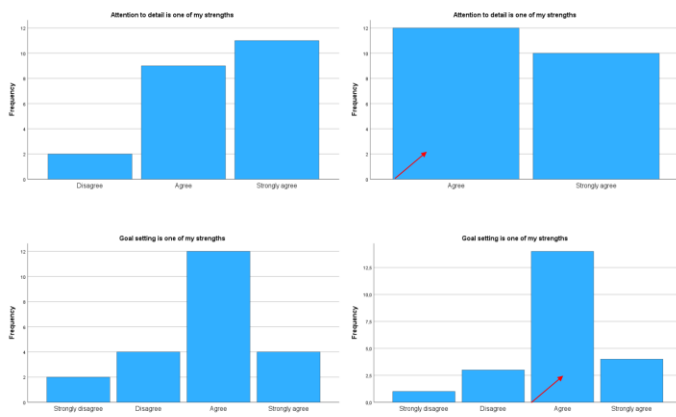 Attention to detail is one of my strengths
12
10
8
6
4
2
0
Frequency
Disagree Agree Strongly agree
Attention to detail is one of my strengths
12
10
8
6
4
2
0
Frequency
Agree Strongly agree
Goal setting is one of my strengths
12
10
8
6
4
2
0
Frequency
Strongly disagree Disagree Agree Strongly agree
Goal setting is one of my strengths
12,5
10,0
7,5
5,0
2,5
0,0
Frequency
Strongly disagree Disagree Agree Strongly agree